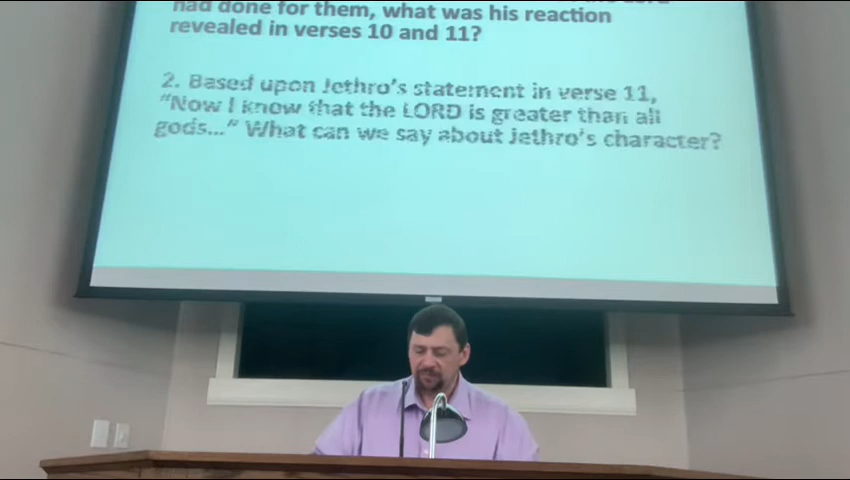 had done for them, what was his reaction
revealed in verses 10 and 11?
2. Based upon Jethro's statement in verse 11,
"Now I know that the LORD is greater than all
gods..." What can we say about Jethro's character?